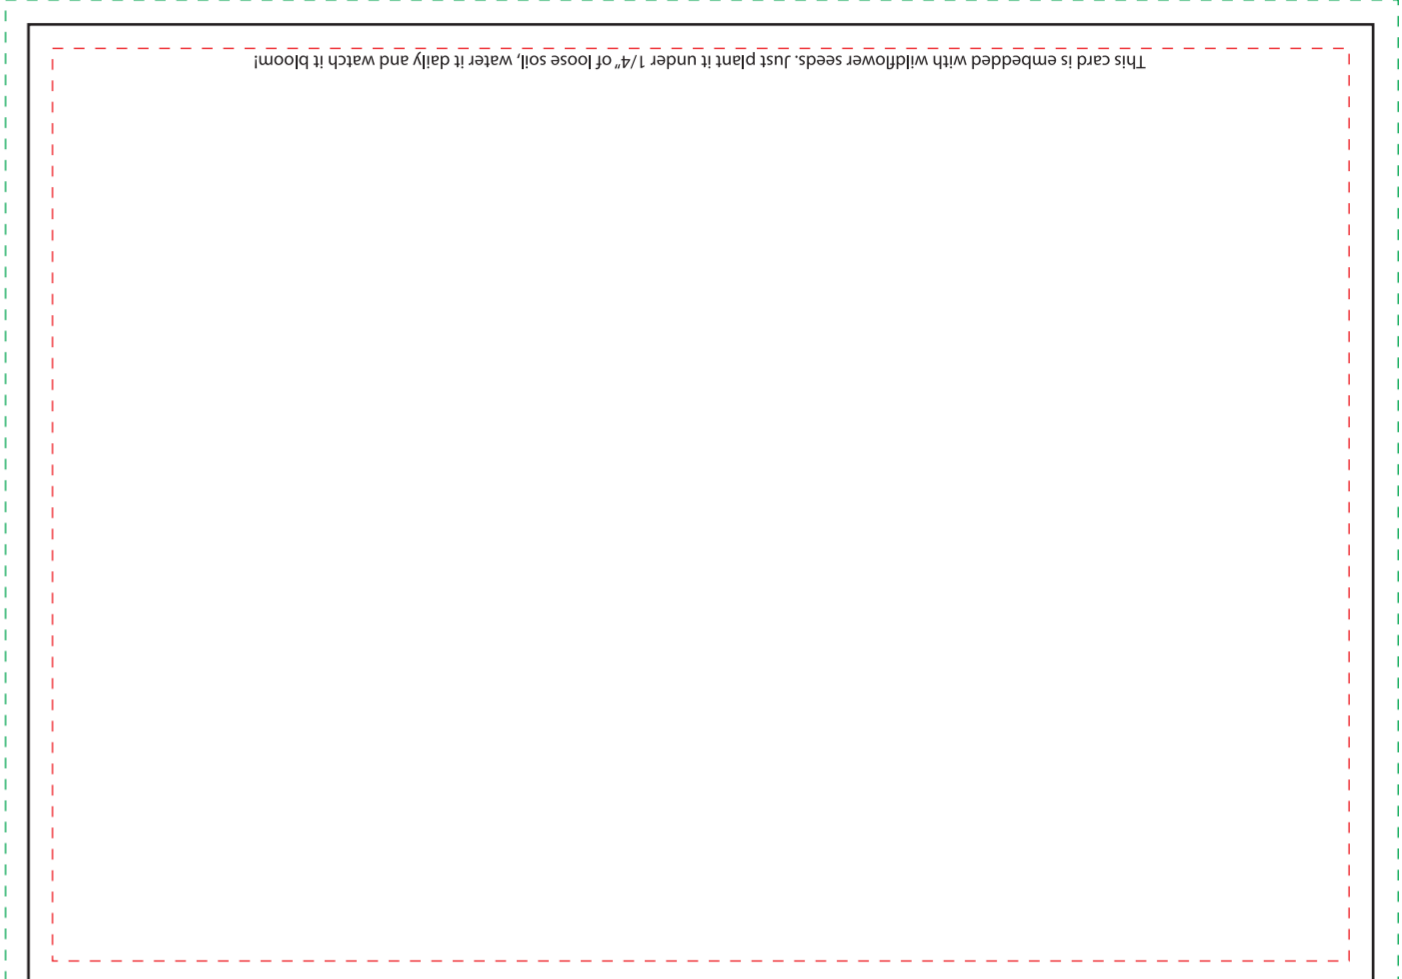 This card is embedded with wildflower seeds. Just plant it under 1/4" of loose soil, water it daily and watch it bloom!